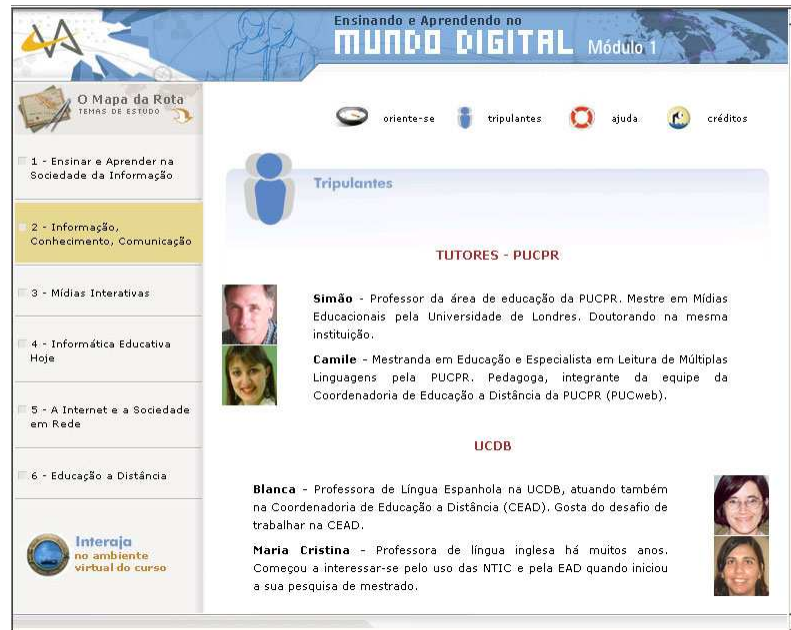 Ensinando e Aprendendo no
MUNDO DIGITAL Módulo 1
O Mapa da Rota
TEMAS DE ESTUDO
oriente-se
tripulantes
ajuda
créditos
1 - Ensinar e Aprender na
Sociedade da Informação
2 - Informação,
Conhecimento, Comunicação
3 - Mídias Interativas
4 - Informática Educativa
Hoje
5 - A Internet e a Sociedade
em Rede
6 - Educação a Distância
Interaja
no ambiente
virtual do curso
Tripulantes
TUTORES - PUCPR
Simão - Professor da área de educação da PUCPR. Mestre em Mídias
Educacionais pela Universidade de Londres. Doutorando na mesma
instituição.
Camile - Mestranda em Educação e Especialista em Leitura de Múltiplas
Linguagens pela PUCPR. Pedagoga, integrante da equipe da
Coordenadoria de Educação a Distância da PUCPR (PUCweb).
UCDB
Blanca - Professora de Língua Espanhola na UCDB, atuando também
na Coordenadoria de Educação a Distância (CEAD). Gosta do desafio de
trabalhar na CEAD.
Maria Cristina - Professora de língua inglesa há muitos anos.
Começou a interessar-se pelo uso das NTIC e pela EAD quando iniciou
a sua pesquisa de mestrado.